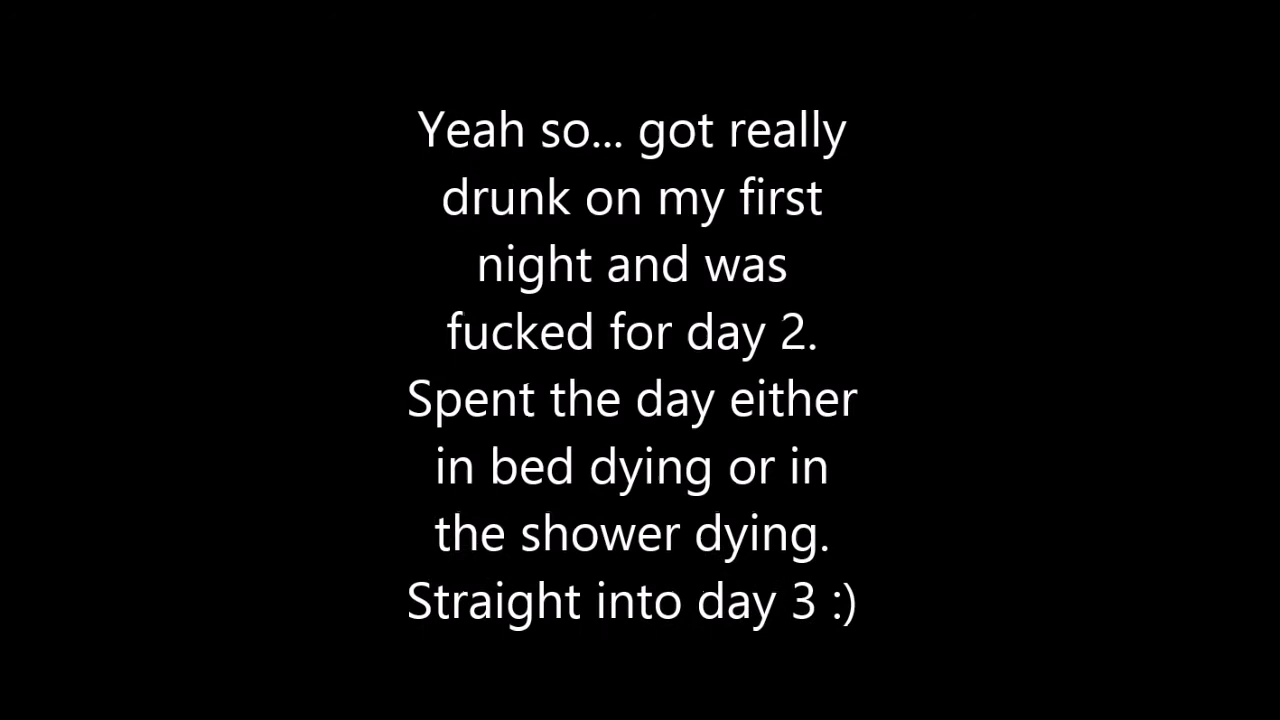 Yeah so... got really
drunk on my first
night and was
fucked for day 2.
Spent the day either
in bed dying or in
the shower dying.
Straight into day 3 :)